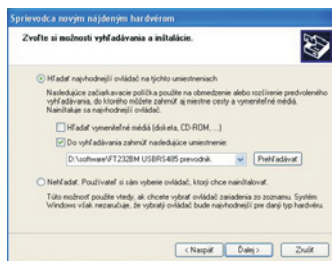 Sprievodca novým nájdeným hardvérom
Zvoľte si možnosti vyhľadávania a inštalácie.
Hľadať najvhodnejší ovládač na týchto umiestneniach
Nasledujúce začiarkavacie políčka použite na obmedzenie alebo rozšírenie predvoleného
vyhľadávania, do ktorého môžete zahrnúť aj miestne cesty a vymeniteľné médiá.
Nainštaluje sa najvhodnejší ovládač.
Hľadať vymeniteľné médiá (disketa, CD-ROM, ...)
Do vyhľadávania zahrnúť nasledujúce umiestnenie:
D:\software\FT232BM USBRS485 prevodník
Prehľadávať
Nehľadať. Používateľ si sám vyberie ovládač, ktorý chce nainštalovať.
Túto možnosť použite vtedy, ak chcete vybrať ovládač zariadenia zo zoznamu. Systém
Windows však nezaručuje, že vybratý ovládač bude najvhodnejší pre daný typ hardvéru.
< Naspäť
Ďalej >
Zrušiť